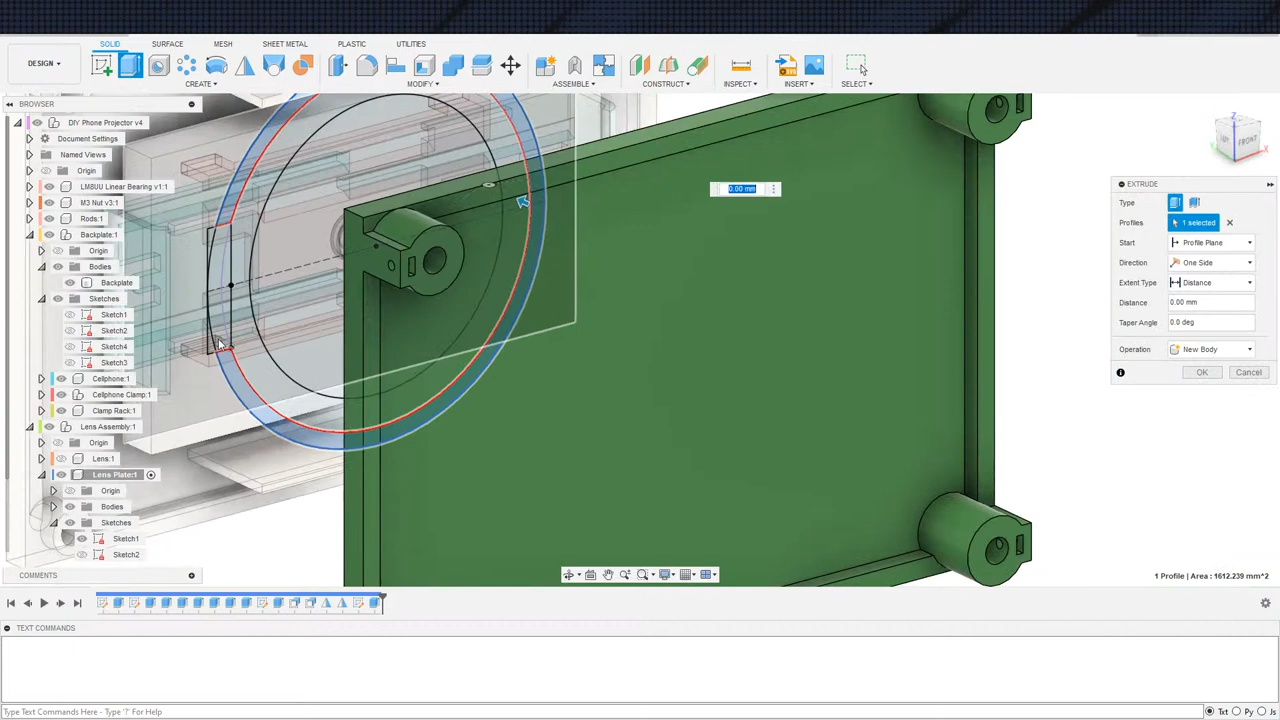 SOLID SURFACE MESH SHEET METAL PLASTIC UTILITIES
DESIGN
CREATE MODIFY ASSEMBLE CONSTRUCT INSPECT INSERT SELECT
BROWSER
DIY Phone Projector v4
Document Settings
Named Views
Origin
LM8UU Linear Bearing v1:1
M3 Nut v3:1
Rods:1
Backplate:1
Origin
Bodies
Backplate
Sketches
Sketch1
Sketch2
Sketch4
Sketch3
Cellphone:1
Cellphone Clamp:1
Clamp Rack:1
Lens Assembly:1
Origin
Lens:1
Lens Plate:1
Origin
Bodies
Sketches
Sketch1
Sketch2
COMMENTS
0.00 mm
Z
X
UP FRONT
EXTRUDE
Type
Profiles 1 selected
Start Profile Plane
Direction One Side
Extent Type Distance
Distance 0.00 mm
Taper Angle 0.0 deg
Operation New Body
OK Cancel
1 Profile | Area : 1612.239 mm^2
TEXT COMMANDS
Type Text Commands Here - Type '?' For Help
Txt Py Js